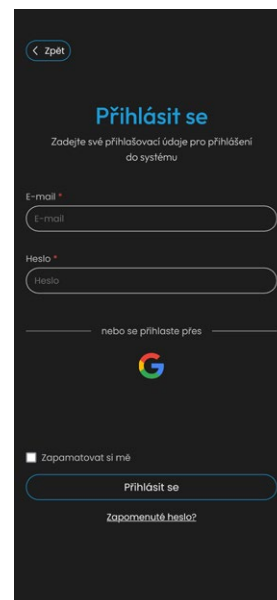 Zpět
Přihlásit se
Zadejte své přihlašovací údaje pro přihlášení
do systému
E-mail *
E-mail
Heslo *
Heslo
nebo se přihlaste přes
Zapamatovat si mě
Přihlásit se
Zapomenuté heslo?